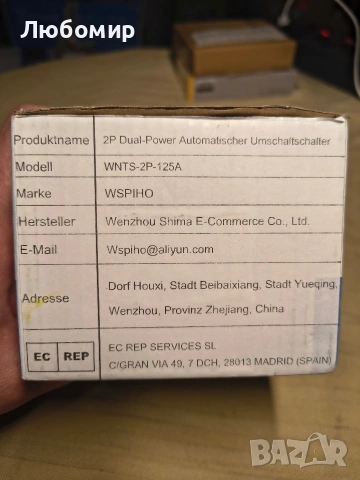 Любомир
Produktname 2P Dual-Power Automatischer Umschaltschalter
Modell WNTS-2P-125A
Marke WSPIHO
Hersteller Wenzhou Shima E-Commerce Co., Ltd.
E-Mail Wspiho@aliyun.com
Adresse Dorf Houxi, Stadt Beibaixiang, Stadt Yueqing,
Wenzhou, Provinz Zhejiang, China
EC REP EC REP SERVICES SL
C/GRAN VIA 49, 7 DCH, 28013 MADRID (SPAIN)
BAZAR